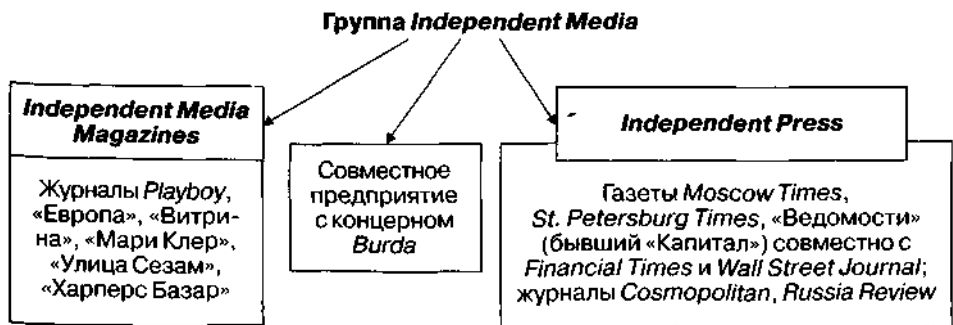 Группа Independent Media
Independent Media
Magazines
Журналы Playboy,
«Европа», «Витри-
на», «Мари Клер»,
«Улица Сезам»,
«Харперс Базар»
Совместное
предприятие
с концерном
Burda
Independent Press
Газеты Moscow Times,
St. Petersburg Times, «Ведомости»
(бывший «Капитал») совместно с
Financial Times и Wall Street Journal;
журналы Cosmopolitan, Russia Review